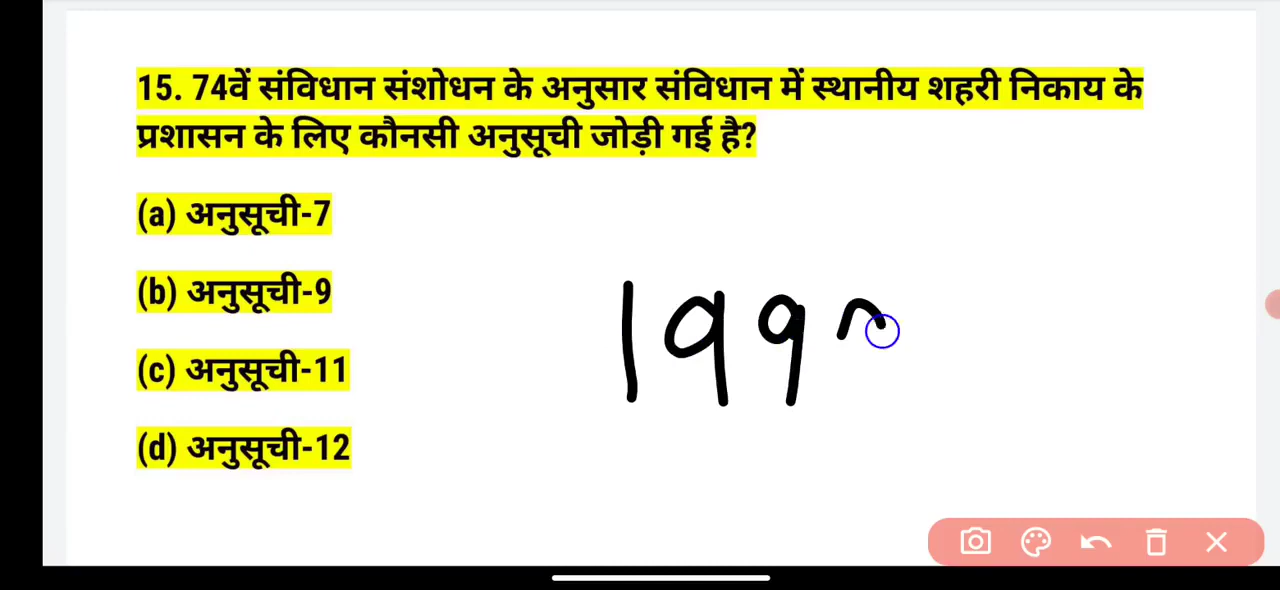 15. 74वें संविधान संशोधन के अनुसार संविधान में स्थानीय शहरी निकाय के
प्रशासन के लिए कौनसी अनुसूची जोड़ी गई है?
(a) अनुसूची-7
(b) अनुसूची-9
199
(c) अनुसूची-11
(d) अनुसूची-12